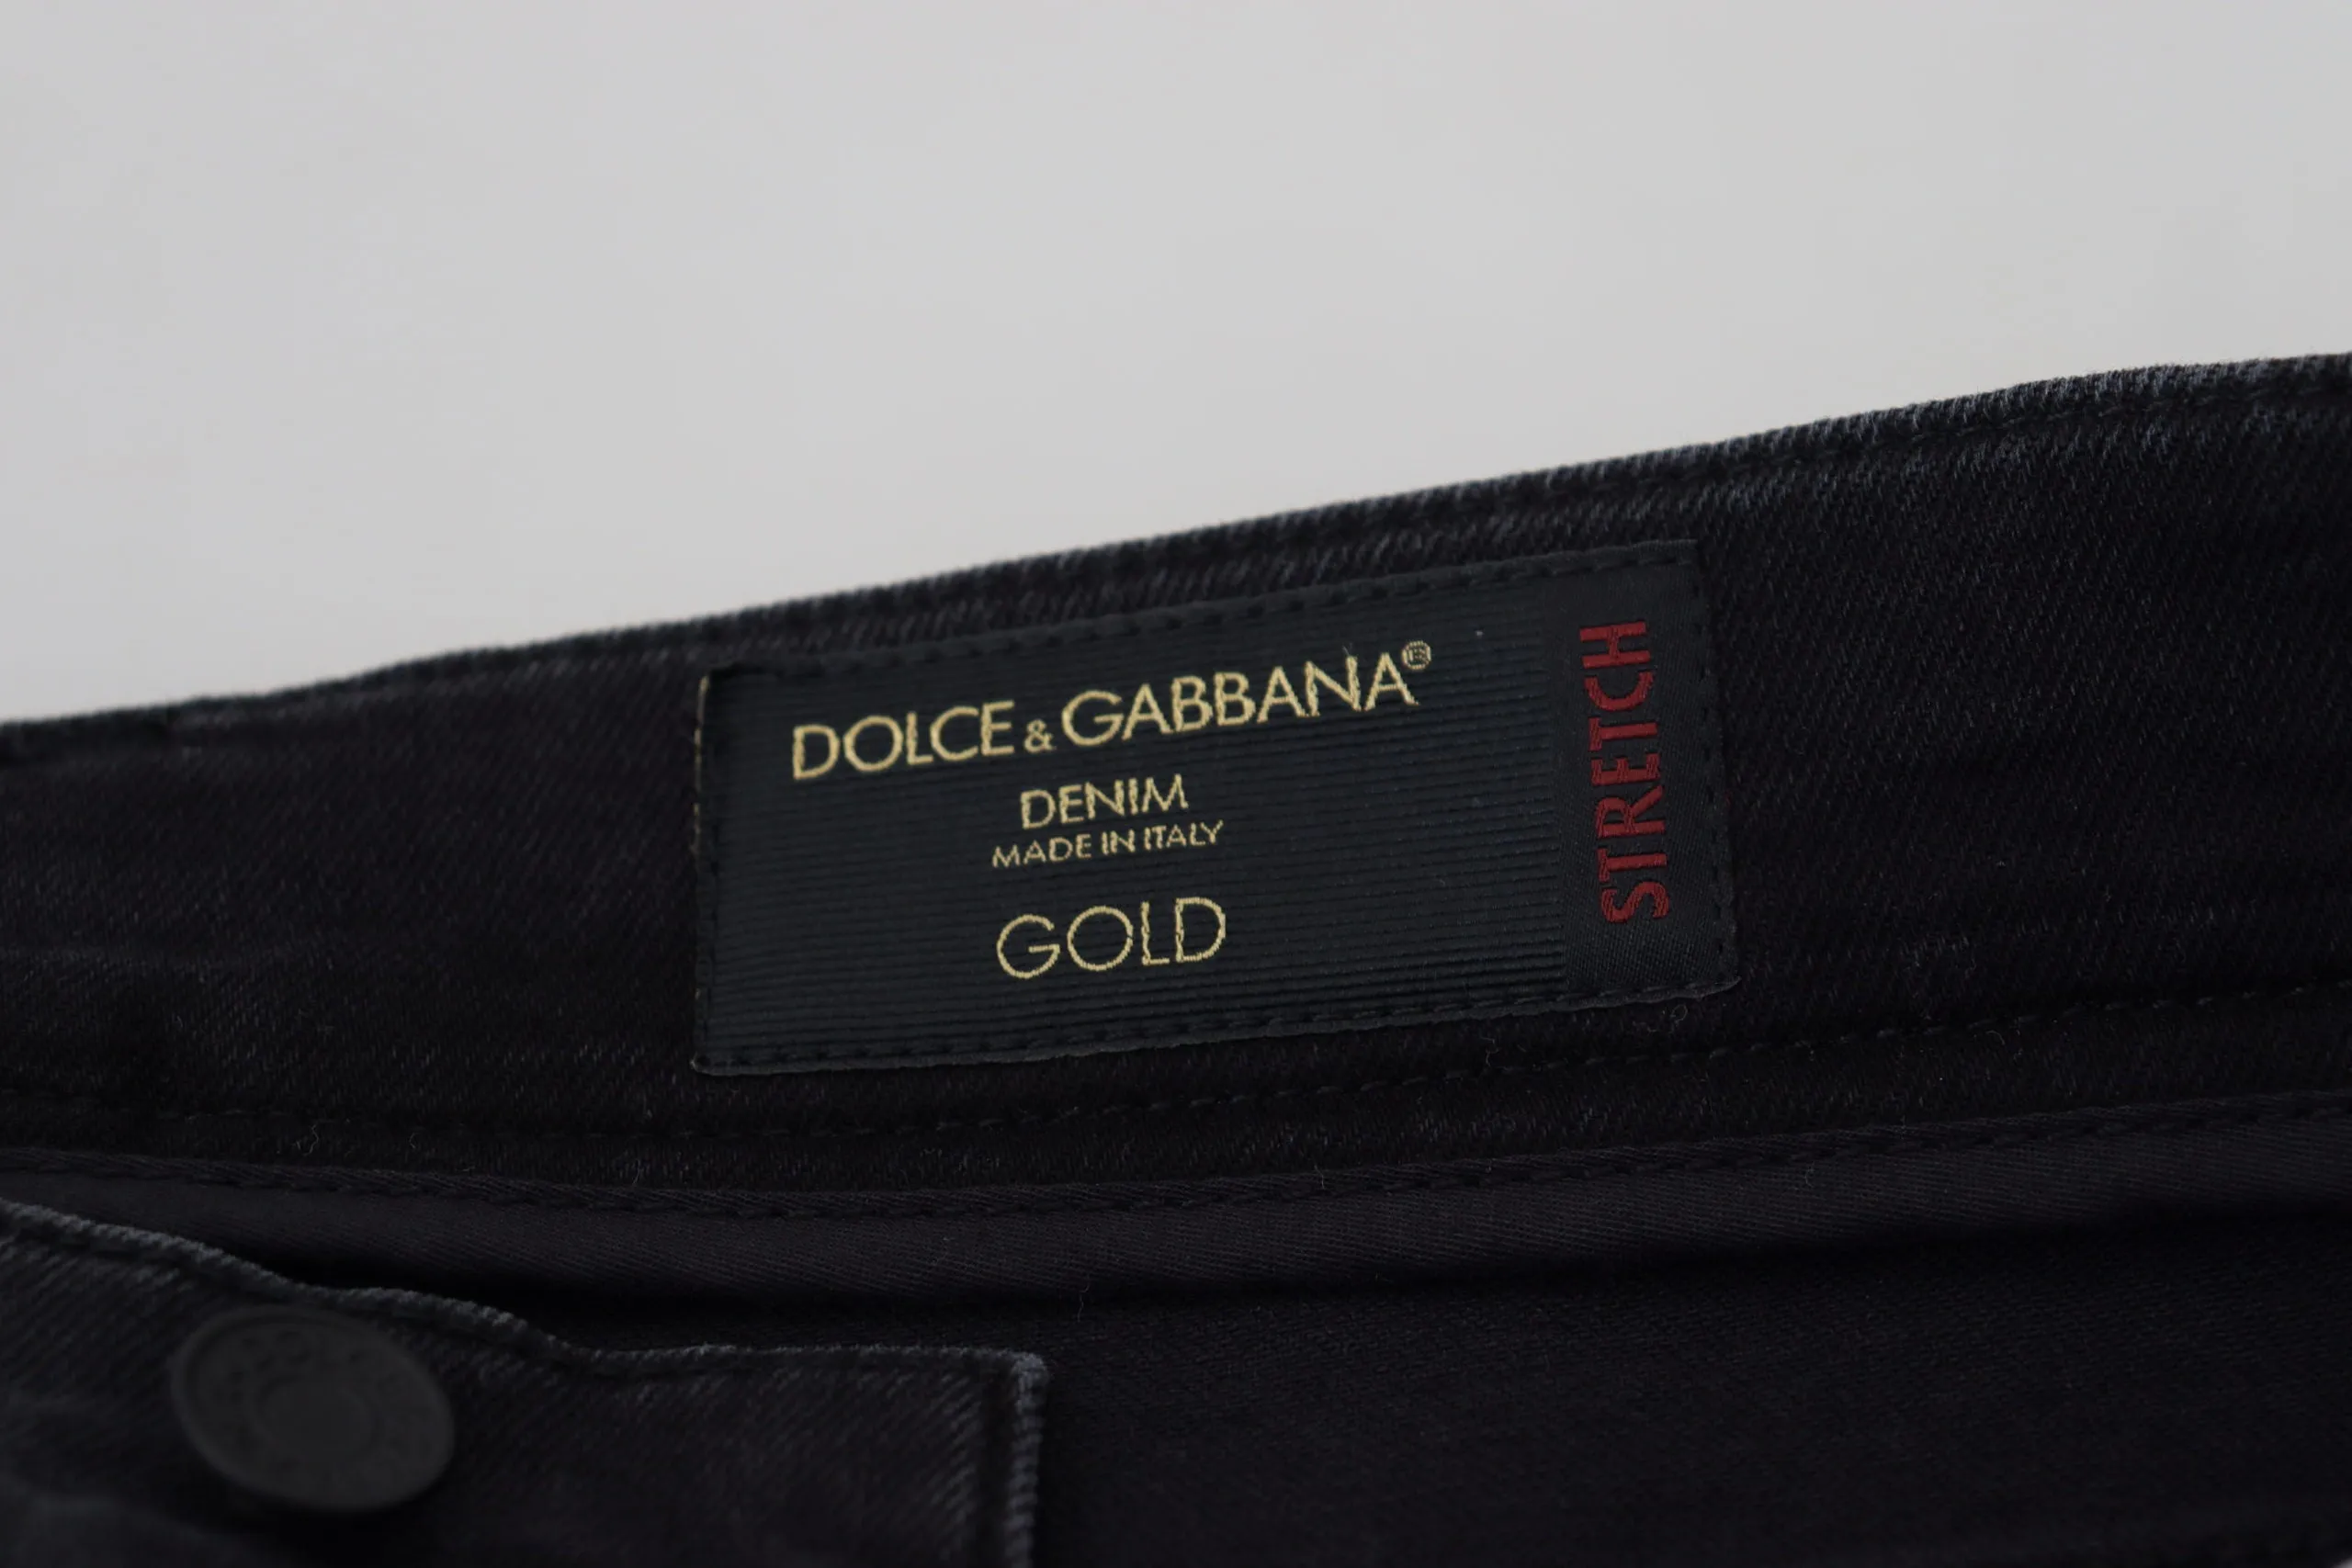 DOLCE & GABBANA®
DENIM
MADE IN ITALY
GOLD
STRETCH